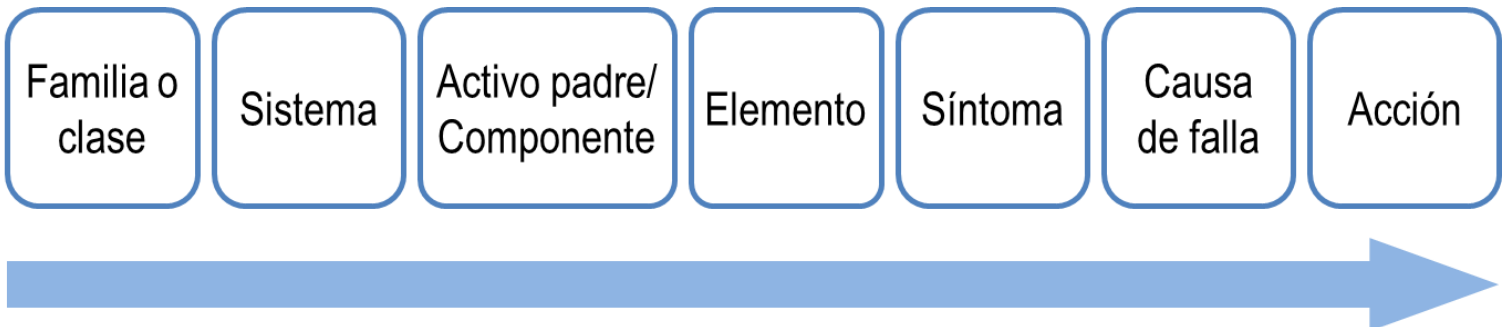 Familia o
clase
Sistema
Activo padre/
Componente
Elemento
Síntoma
Causa
de falla
Acción